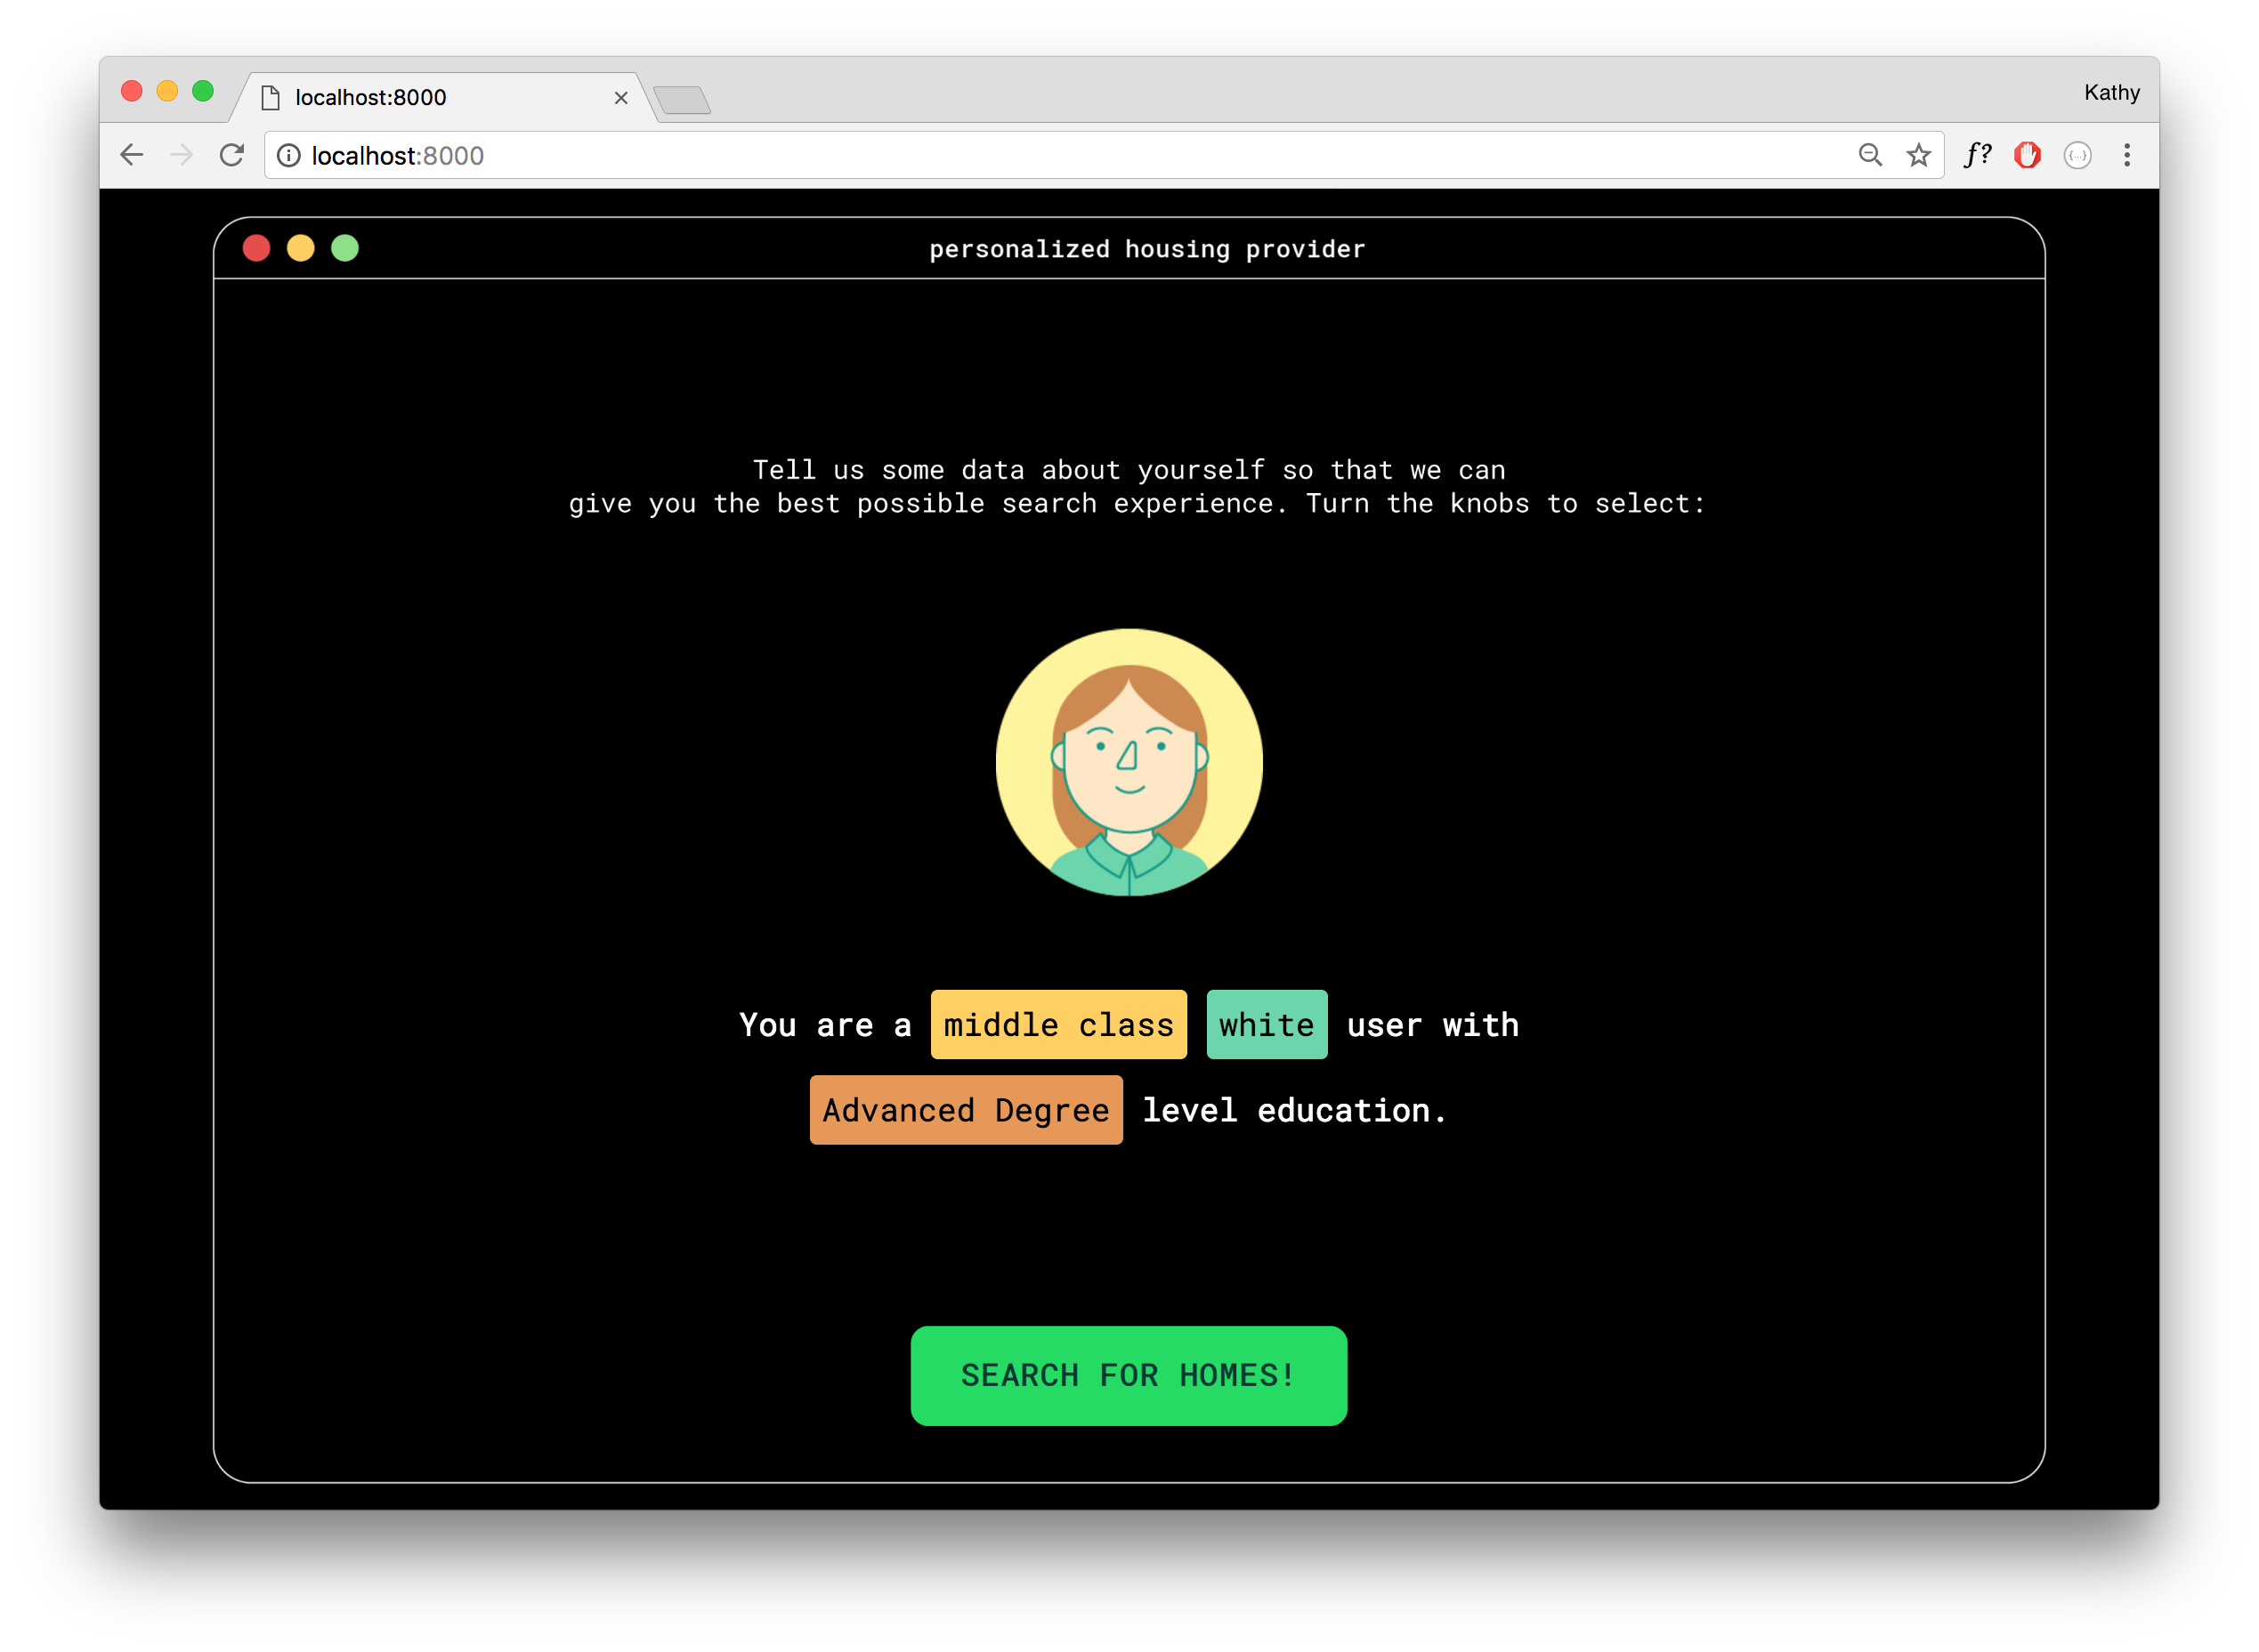 localhost:8000
Kathy
localhost:8000
f?
{...}
personalized housing provider
Tell us some data about yourself so that we can
give you the best possible search experience. Turn the knobs to select:
You are a middle class white user with
Advanced Degree level education.
SEARCH FOR HOMES!